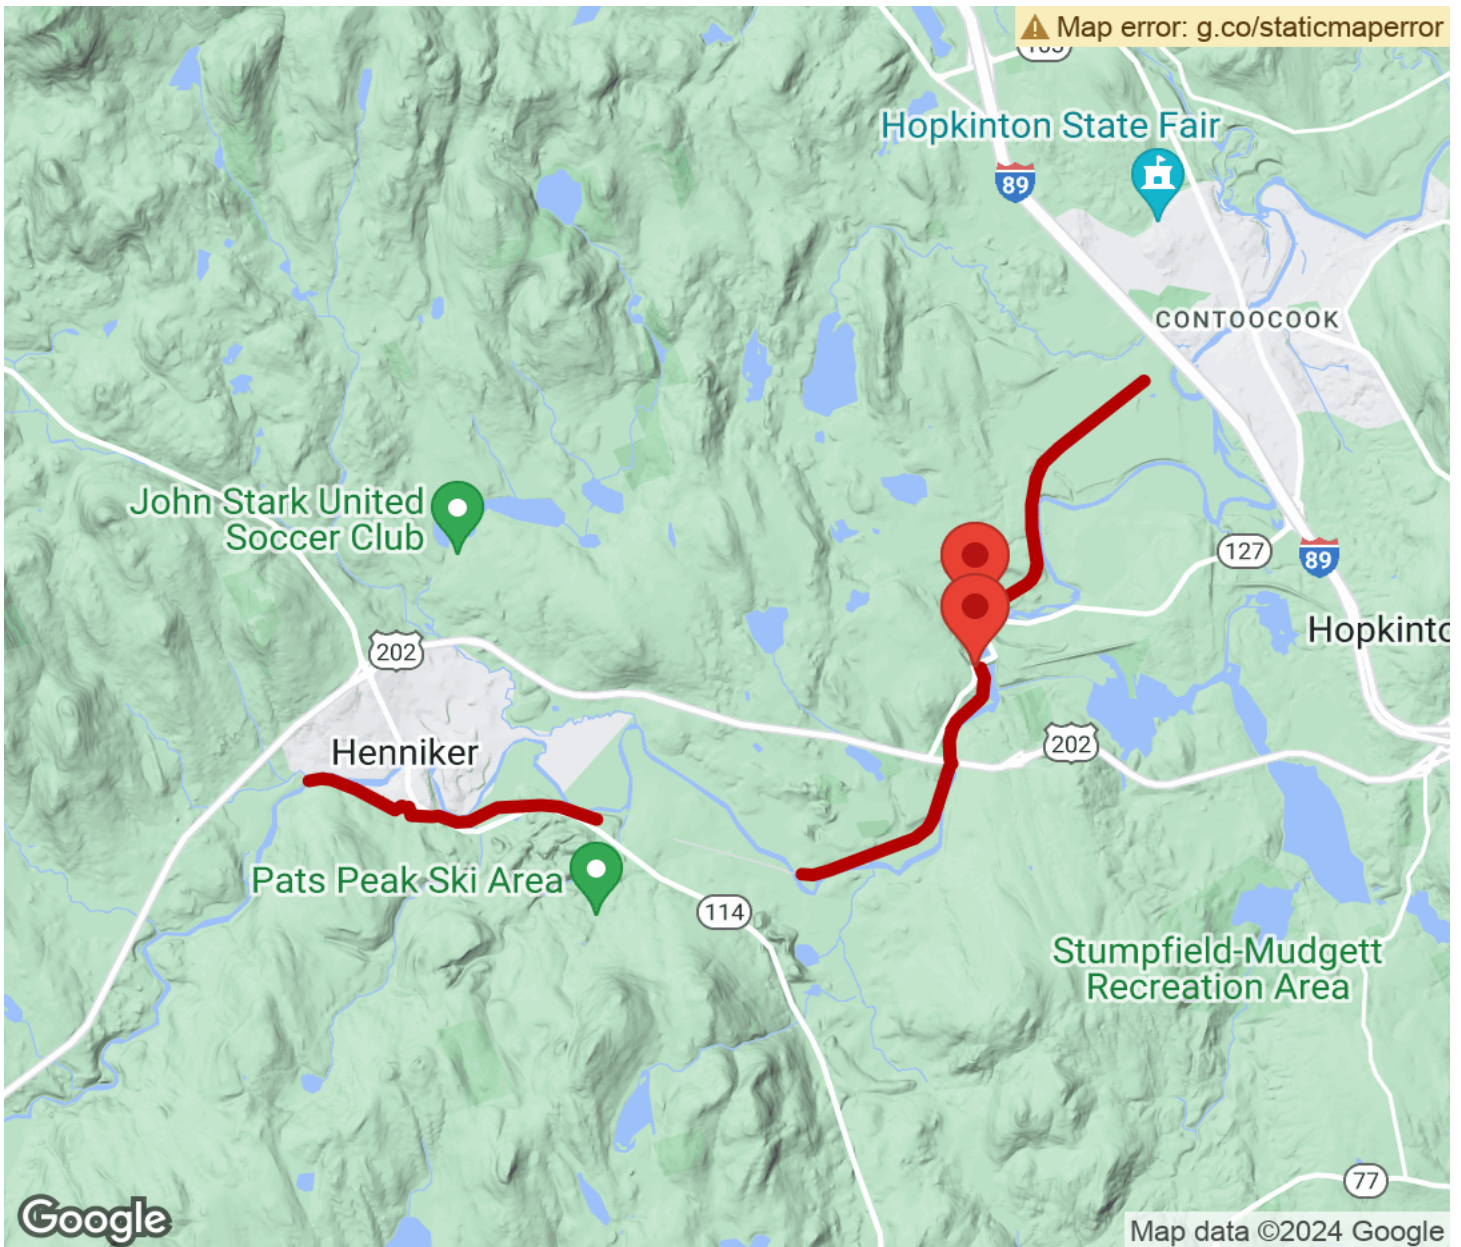 Map error: g.co/staticmaperror
Hopkinton State Fair
89
CONTOOCOOK
John Stark United
Soccer Club
127
89
202
Hopkinto
Henniker
202
Pats Peak Ski Area
114
Stumpfield-Mudgett
Recreation Area
77
Google
Map data ©2024 Google